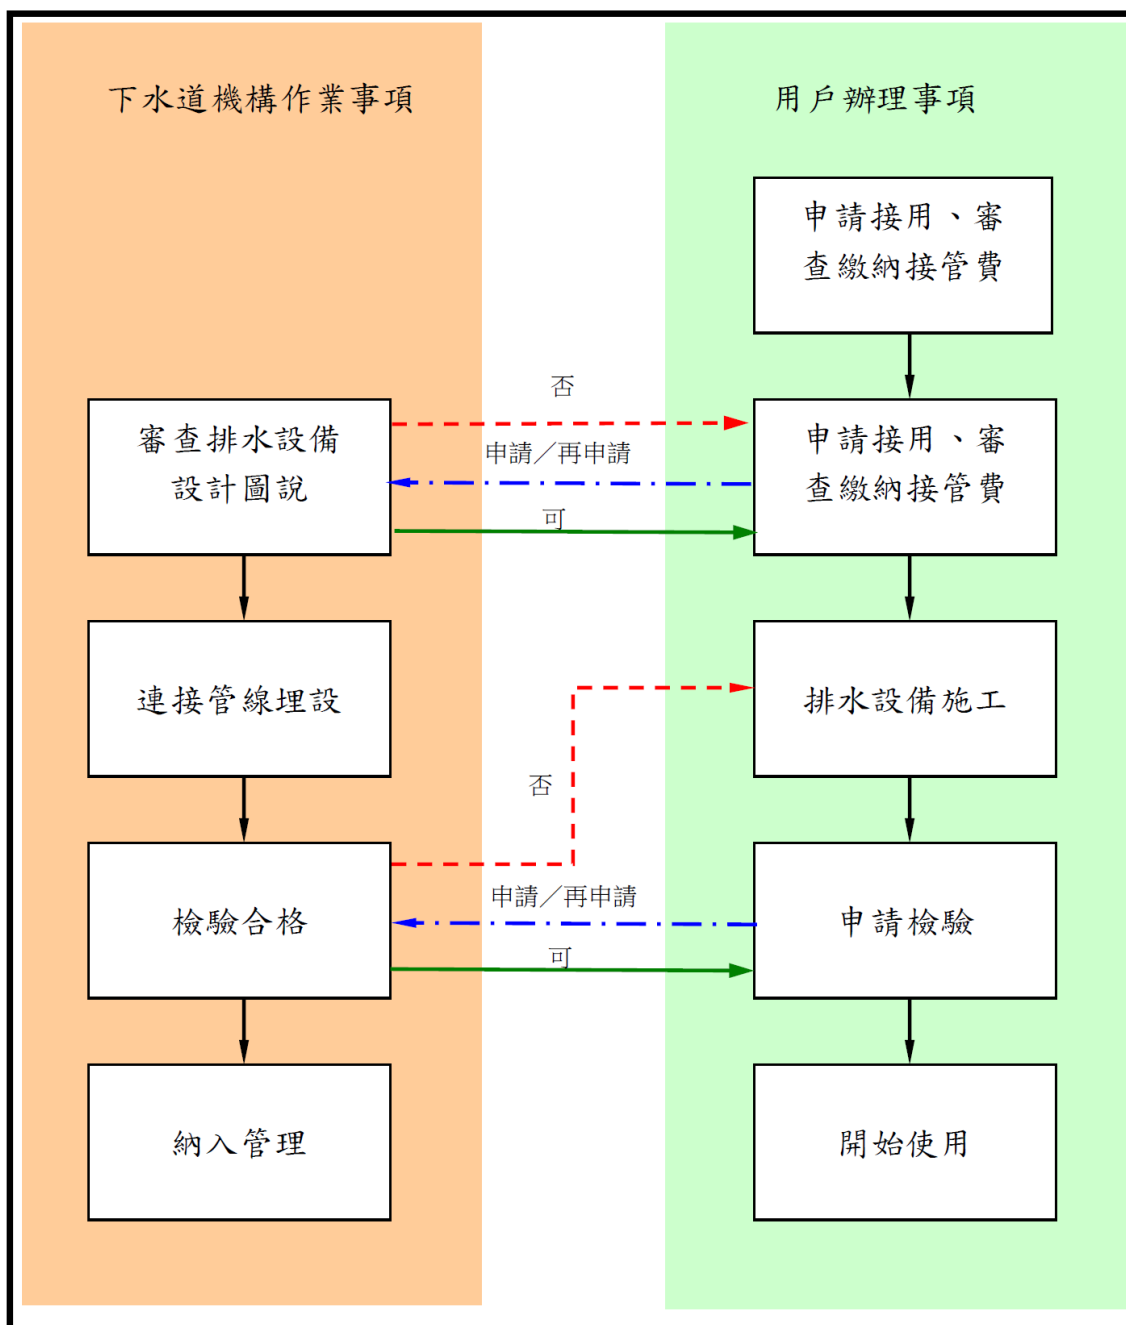 下水道機構作業事項
用戶辦理事項
申請接用、審
查繳納接管費
否
審查排水設備
設計圖說
申請／再申請
申請接用、審
查繳納接管費
可
連接管線埋設
排水設備施工
否
檢驗合格
申請／再申請
申請檢驗
可
納入管理
開始使用